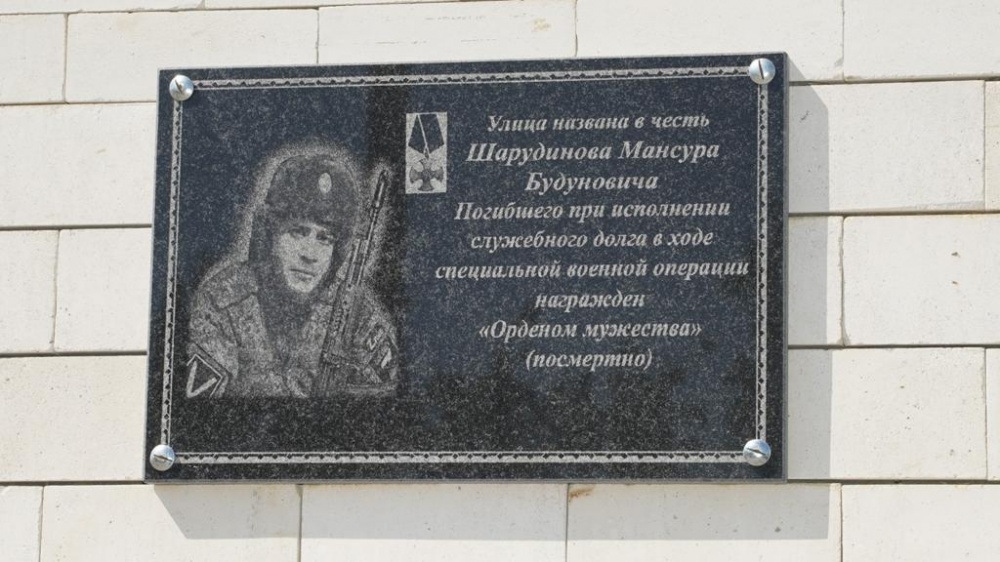 Улица названа в честь
Шарудинова Мансура
Будуновича
Погибшего при исполнении
служебного долга в ходе
специальной военной операции
награжден
«Орденом мужества»
(посмертно)
V